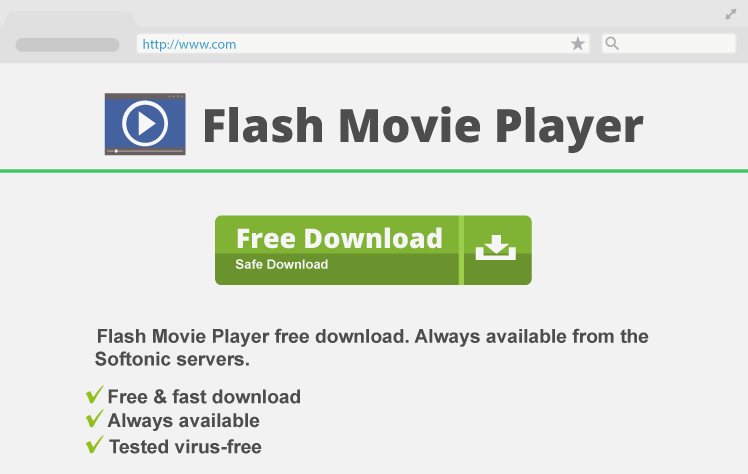 http://www.com
Flash Movie Player
Free Download
Safe Download
Flash Movie Player free download. Always available from the
Softonic servers.
Free & fast download
Always available
Tested virus-free